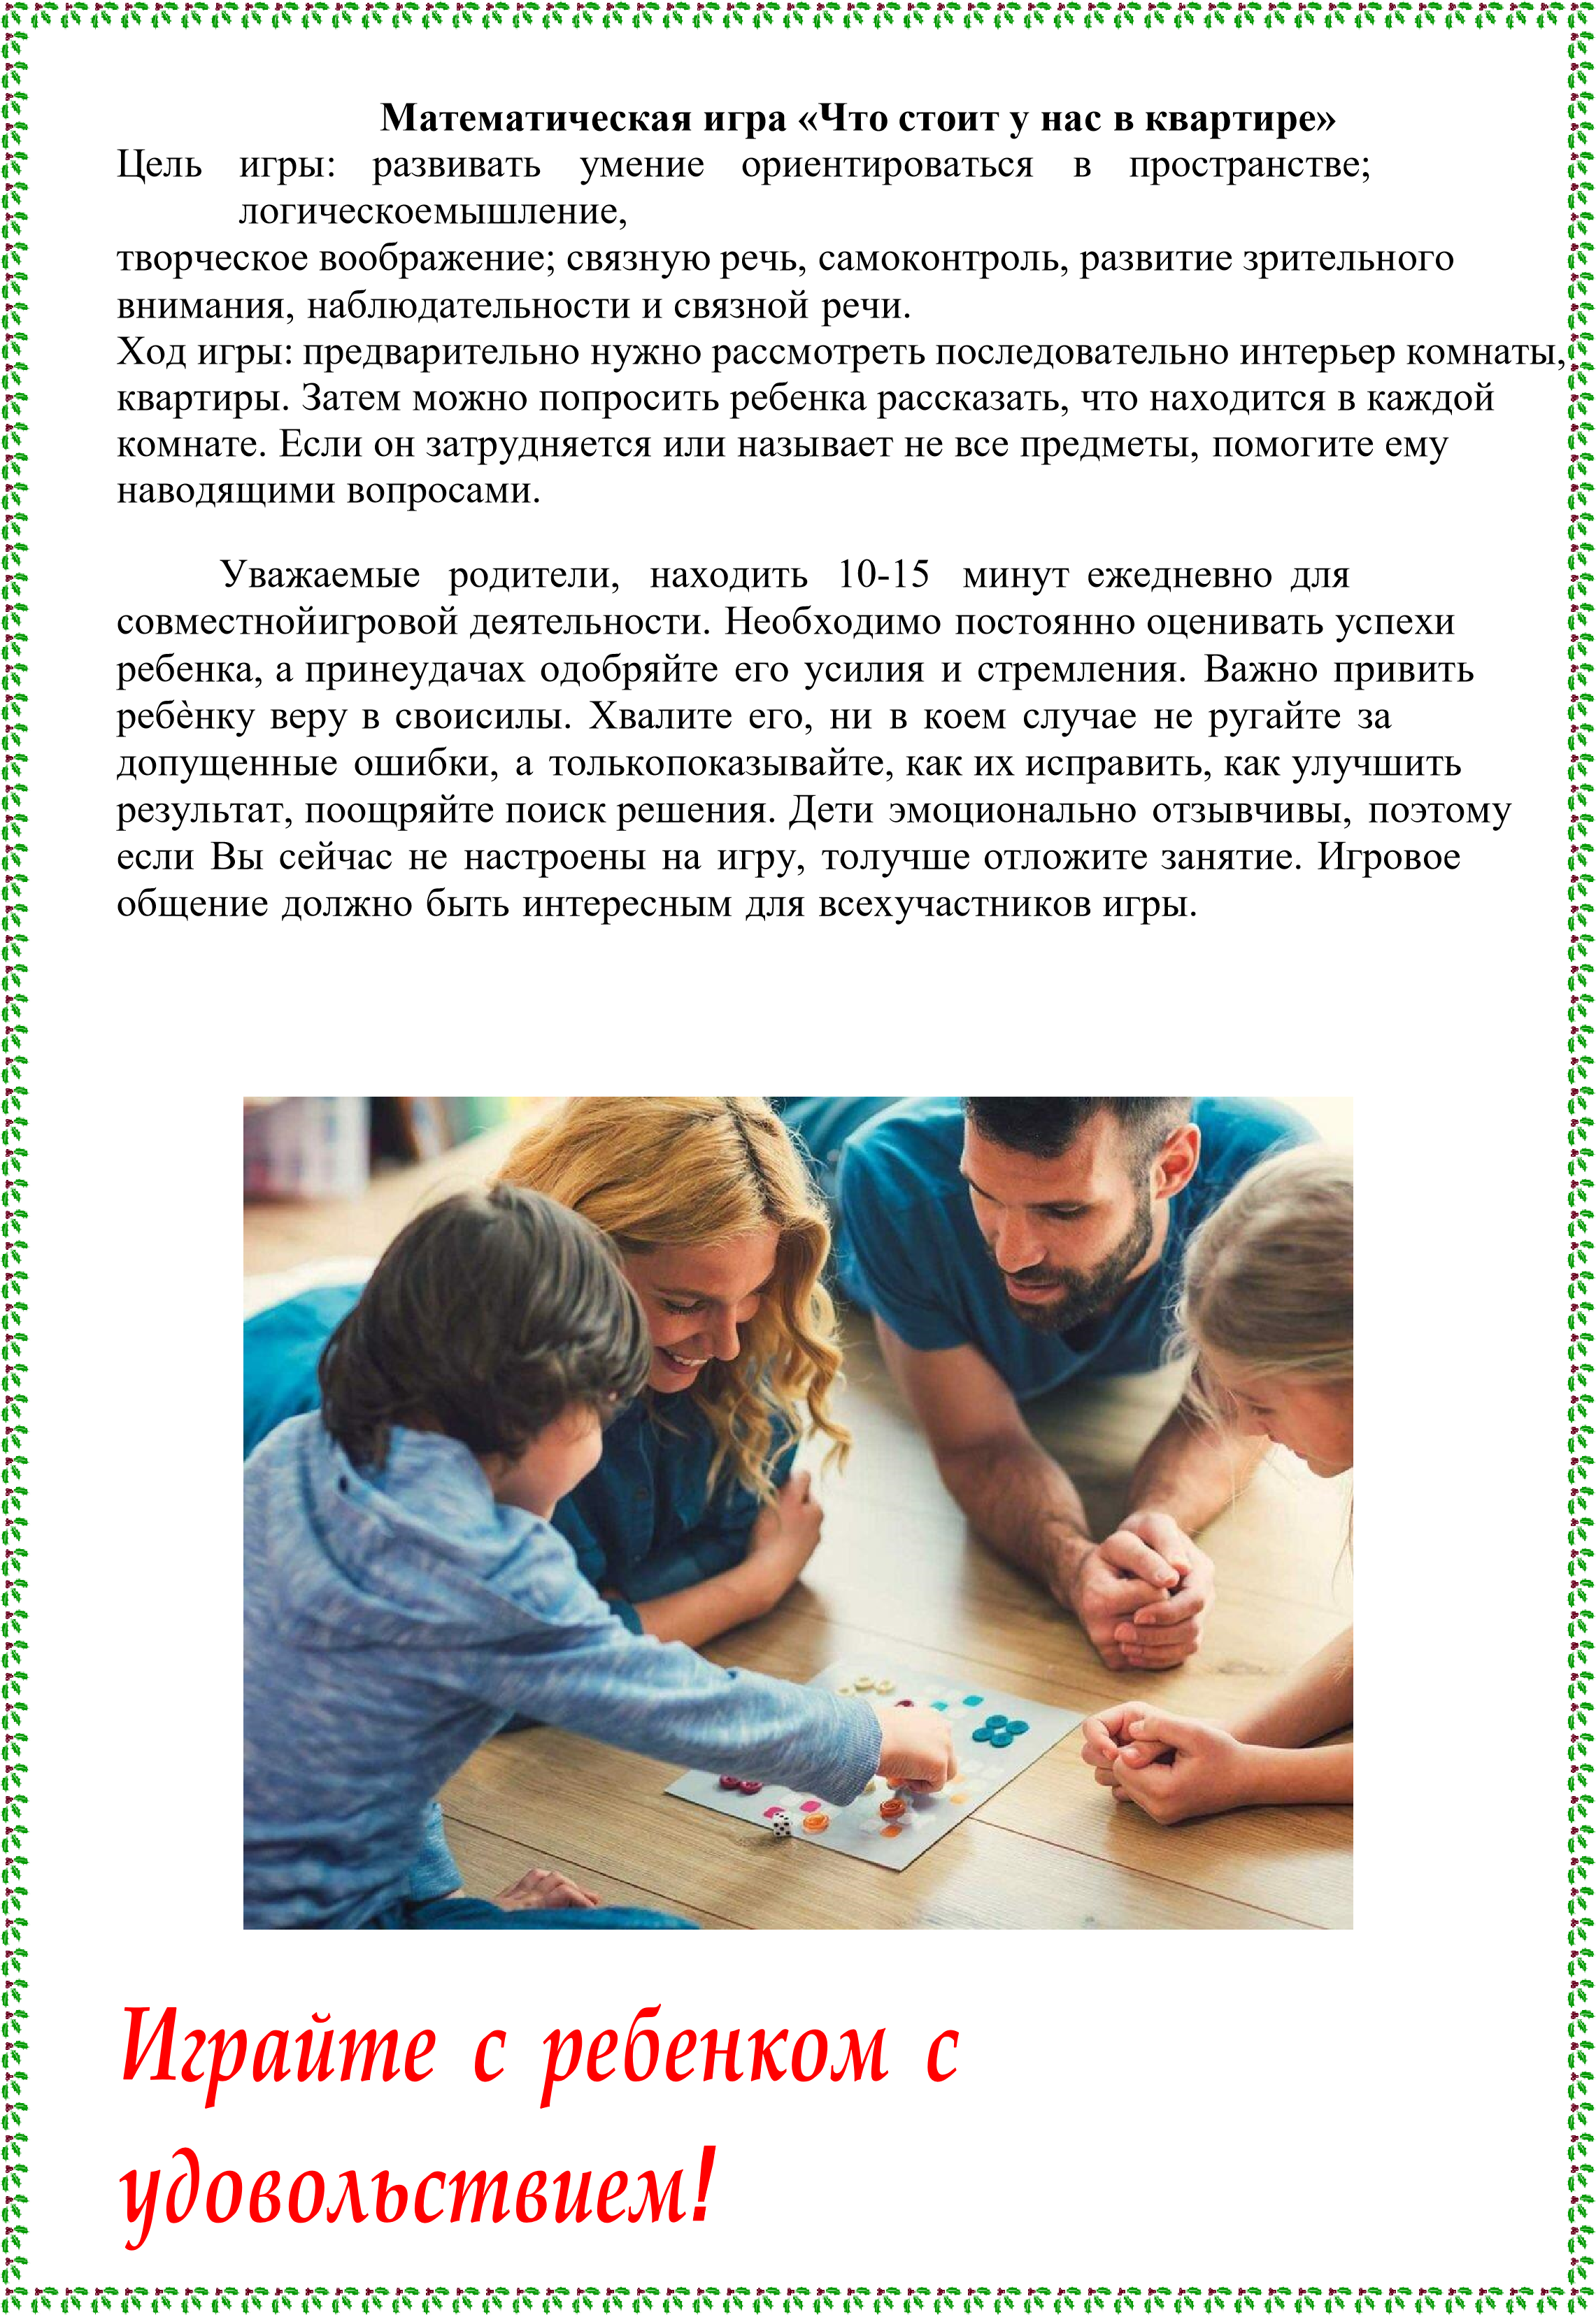 Математическая игра «Что стоит у нас в квартире»
Цель игры: развивать умение ориентироваться в пространстве;
логическоемышление,
творческое воображение; связную речь, самоконтроль, развитие зрительного
внимания, наблюдательности и связной речи.
Ход игры: предварительно нужно рассмотреть последовательно интерьер комнаты,
квартиры. Затем можно попросить ребенка рассказать, что находится в каждой
комнате. Если он затрудняется или называет не все предметы, помогите ему
наводящими вопросами.
Уважаемые родители, находить 10-15 минут ежедневно для
совместнойигровой деятельности. Необходимо постоянно оценивать успехи
ребенка, а принеудачах одобряйте его усилия и стремления. Важно привить
ребѐнку веру в своисилы. Хвалите его, ни в коем случае не ругайте за
допущенные ошибки, а толькопоказывайте, как их исправить, как улучшить
результат, поощряйте поиск решения. Дети эмоционально отзывчивы, поэтому
если Вы сейчас не настроены на игру, толучше отложите занятие. Игровое
общение должно быть интересным для всехучастников игры.
Играйте с ребенком с
удовольствием!